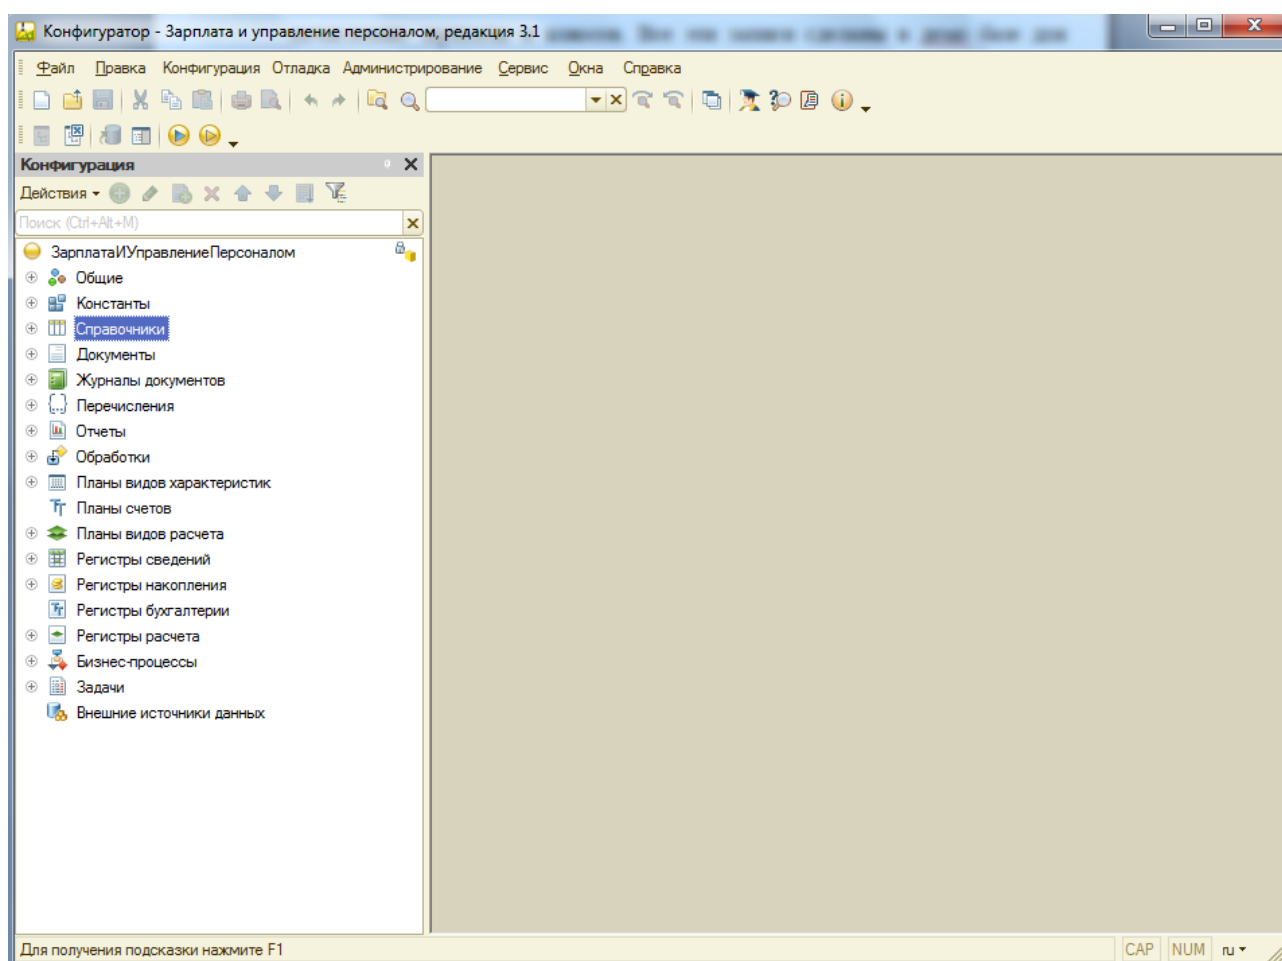 Конфигуратор - Зарплата и управление персоналом, редакция 3.1
Файл Правка Конфигурация Отладка Администрирование Сервис Окна Справка
Конфигурация
Действия
Поиск (Ctrl+Alt+M)
ЗарплатаИУправлениеПерсоналом
Общие
Константы
Справочники
Документы
Журналы документов
Перечисления
Отчеты
Обработки
Планы видов характеристик
Планы счетов
Планы видов расчета
Регистры сведений
Регистры накопления
Регистры бухгалтерии
Регистры расчета
Бизнес-процессы
Задачи
Внешние источники данных
Для получения подсказки нажмите F1
CAP NUM ru